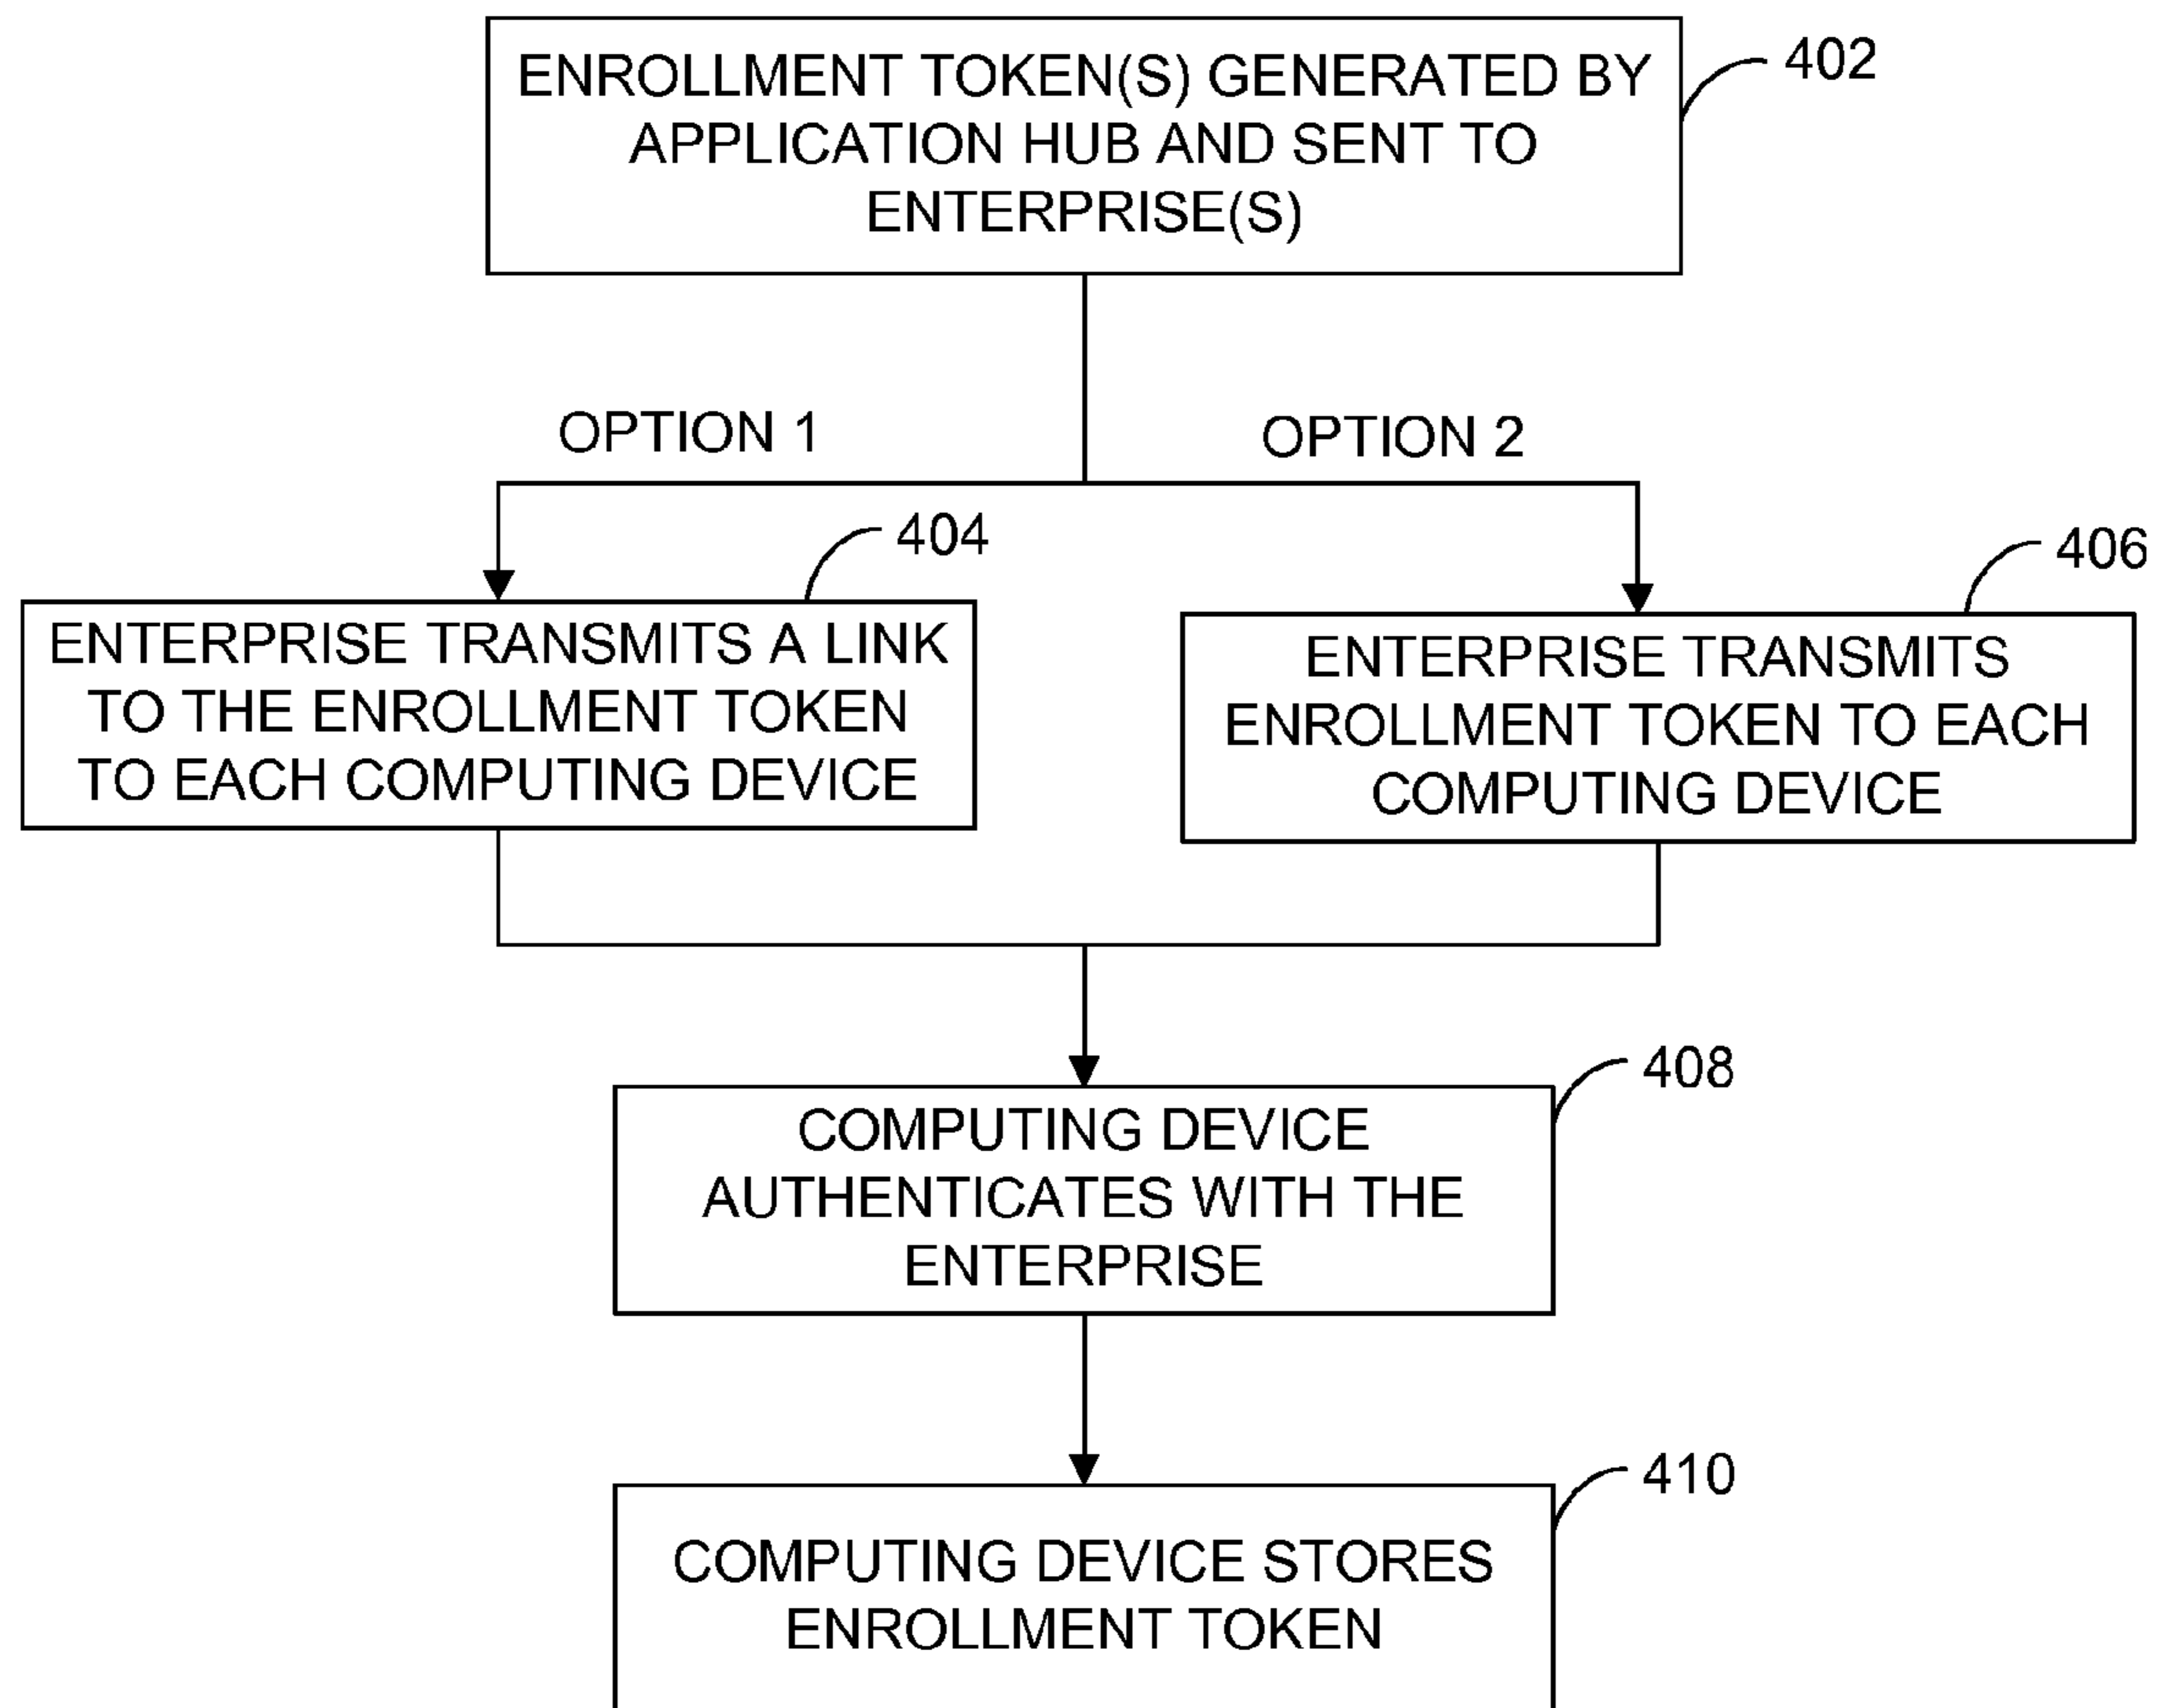 ENROLLMENT TOKEN(S) GENERATED BY
APPLICATION HUB AND SENT TO
ENTERPRISE(S)
402
OPTION 1
OPTION 2
404
406
ENTERPRISE TRANSMITS A LINK
TO THE ENROLLMENT TOKEN
TO EACH COMPUTING DEVICE
ENTERPRISE TRANSMITS
ENROLLMENT TOKEN TO EACH
COMPUTING DEVICE
408
COMPUTING DEVICE
AUTHENTICATES WITH THE
ENTERPRISE
410
COMPUTING DEVICE STORES
ENROLLMENT TOKEN